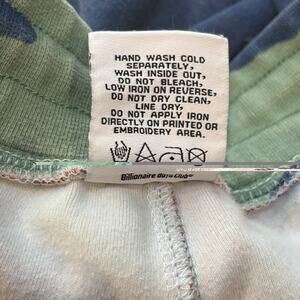 HAND WASH COLD
SEPARATELY,
WASH INSIDE OUT,
DO NOT BLEACH,
LOW IRON ON REVERSE,
DO NOT DRY CLEAN,
LINE DRY,
DO NOT APPLY IRON
DIRECTLY ON PRINTED OR
EMBROIDERY AREA.
Billionaire Boys Club